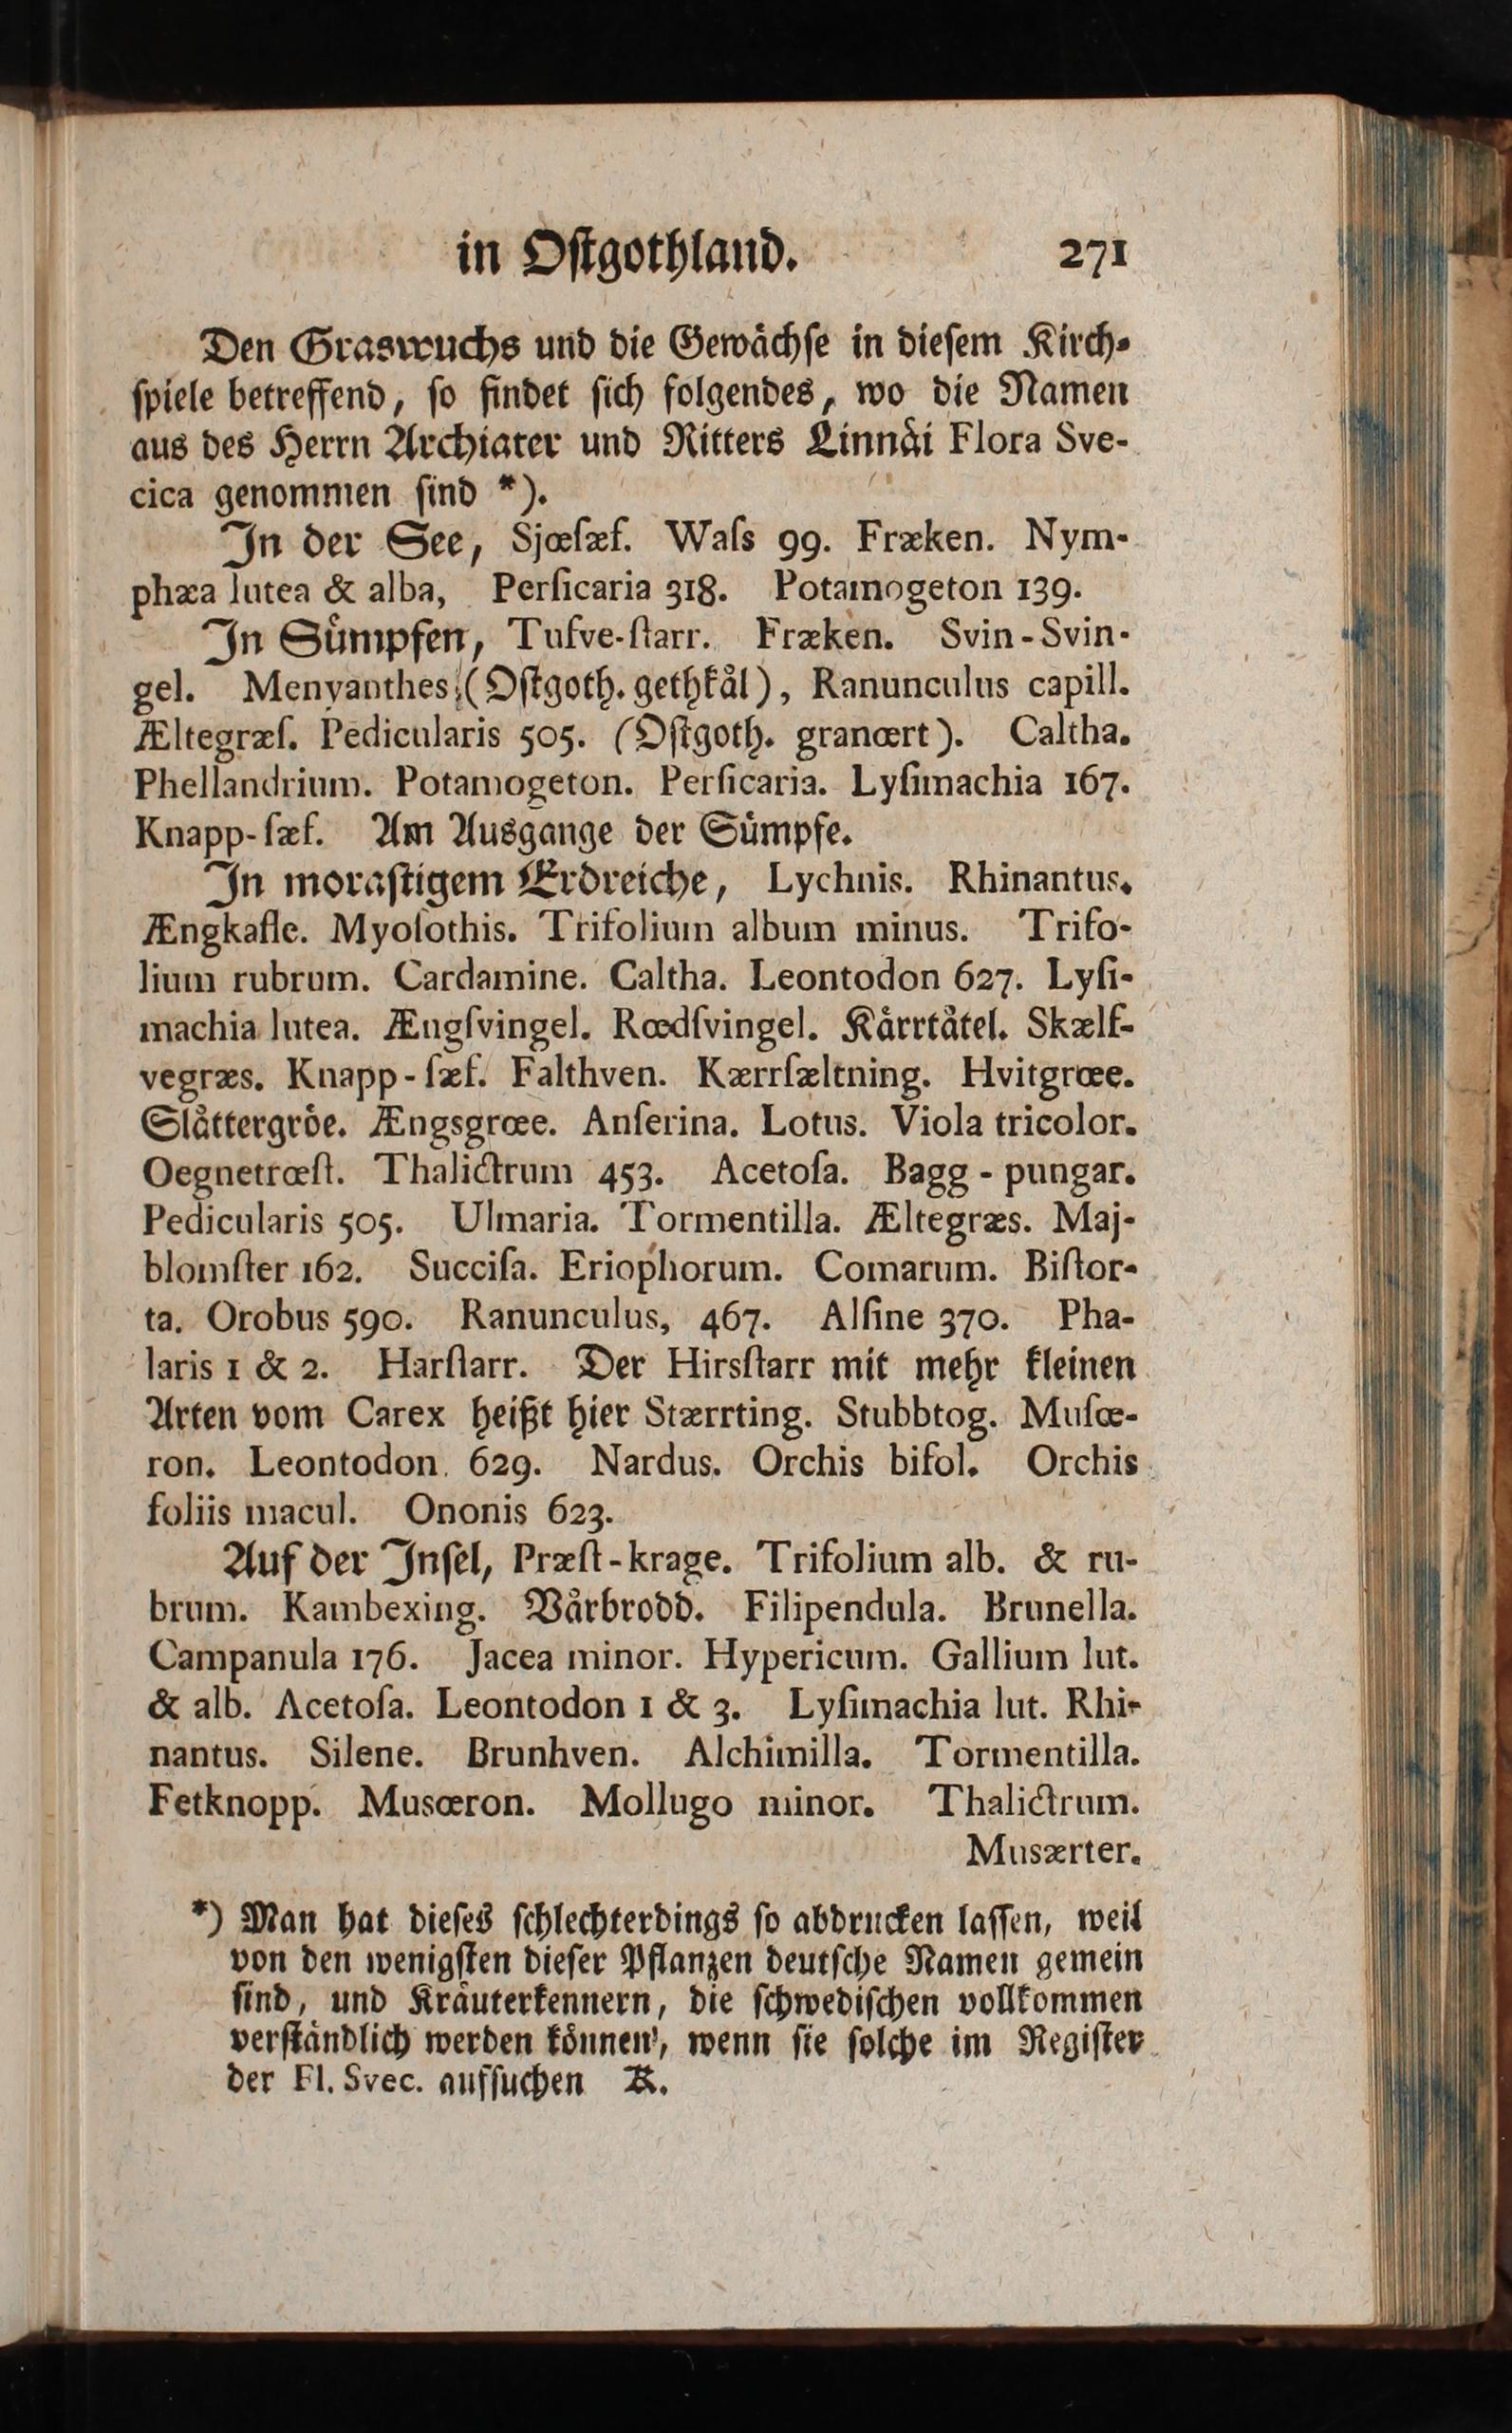 in Oſtgothland. 271
Den Graswuchs und die Gewächſe in dieſem Kirch-
ſpiele betreffend, ſo findet ſich folgendes, wo die Namen
aus des Herrn Archiater und Ritters Linnäi Flora Sve-
cica genommen ſind *).
In der See, Sjœſæf. Waſs 99. Fræken. Nym-
phæa lutea & alba, Perſicaria 318. Potamogeton 139.
In Sümpfen, Tufve-ſtarr. Fræken. Svin-Svin-
gel. Menyanthes (Oſtgoth. gethkål), Ranunculus capill.
Æltegræſ. Pedicularis 505. (Oſtgoth. granœrt). Caltha.
Phellandrium. Potamogeton. Perſicaria. Lyſimachia 167.
Knapp-ſæf. Am Ausgange der Sümpfe.
In moraſtigem Erdreiche, Lychnis. Rhinantus.
Ængkafle. Myoſothis. Trifolium album minus. Trifo-
lium rubrum. Cardamine. Caltha. Leontodon 627. Lyſi-
machia lutea. Ængſvingel. Rœdſvingel. Kärrtåtel. Skælf-
vegræs. Knapp-ſæf. Falthven. Kærrſæltning. Hvitgrœe.
Slåttergröe. Ængsgrœe. Anſerina. Lotus. Viola tricolor.
Oegnetrœſt. Thalictrum 453. Acetoſa. Bagg-pungar.
Pedicularis 505. Ulmaria. Tormentilla. Æltegræs. Maj-
blomſter 162. Succiſa. Eriophorum. Comarum. Biſtor-
ta. Orobus 590. Ranunculus, 467. Alſine 370. Pha-
laris 1 & 2. Harſtarr. Der Hirsſtarr mit mehr kleinen
Arten vom Carex heißt hier Stærrting. Stubbtog. Muſœ-
ron. Leontodon. 629. Nardus. Orchis bifol. Orchis
foliis macul. Ononis 623.
Auf der Inſel, Præſt-krage. Trifolium alb. & ru-
brum. Kambexing. Vårbrodd. Filipendula. Brunella.
Campanula 176. Jacea minor. Hypericum. Gallium lut.
& alb. Acetoſa. Leontodon 1 & 3. Lyſimachia lut. Rhi-
nantus. Silene. Brunhven. Alchimilla. Tormentilla.
Fetknopp. Musœron. Mollugo minor. Thalictrum.
Musærter.
*) Man hat dieſes ſchlechterdings ſo abdrucken laſſen, weil
von den wenigſten dieſer Pflanzen deutſche Namen gemein
ſind, und Kräuterkennern, die ſchwediſchen vollkommen
verſtändlich werden können, wenn ſie ſolche im Regiſter
der Fl. Svec. aufſuchen K.